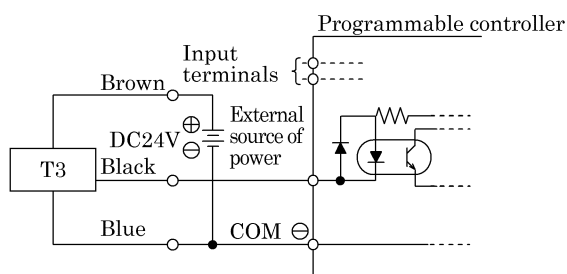 Programmable controller
Input
terminals
Brown
⊕
DC24V
⊖
External
source of
power
T3
Black
Blue
COM ⊖